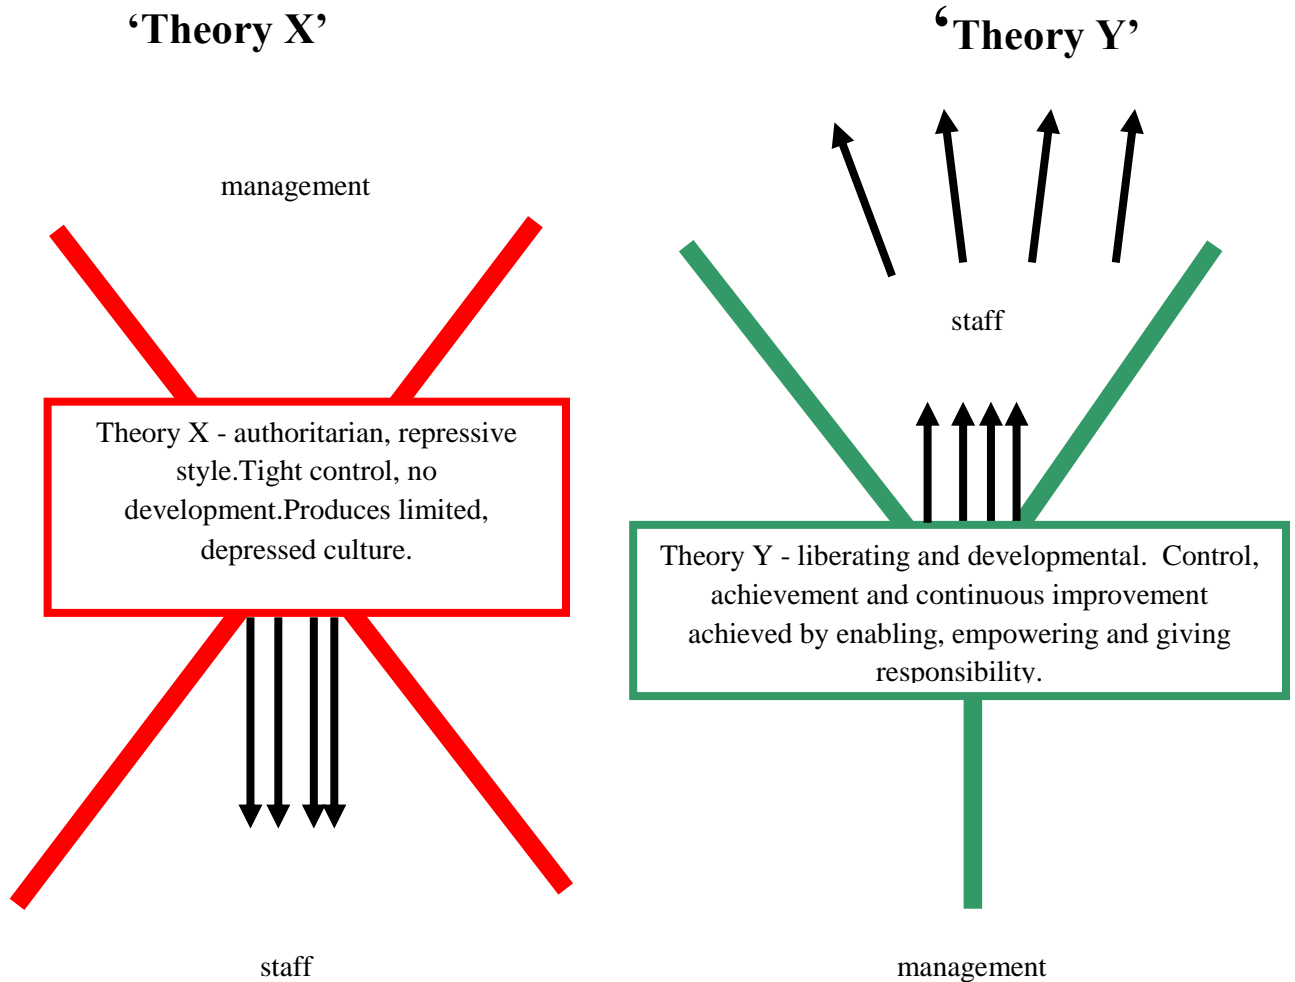 ‘Theory X’
management
Theory X - authoritarian, repressive
style.Tight control, no
development.Produces limited,
depressed culture.
staff
‘Theory Y’
staff
Theory Y - liberating and developmental.  Control,
achievement and continuous improvement
achieved by enabling, empowering and giving
responsibility.
management